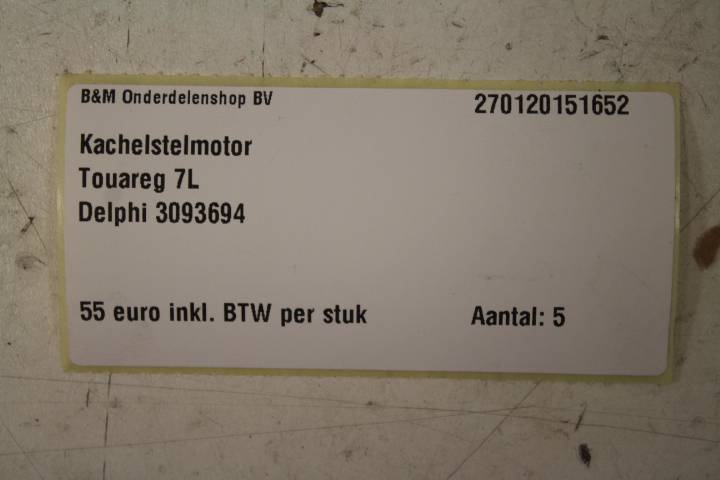 B&M Onderdelenshop BV 270120151652
Kachelstelmotor
Touareg 7L
Delphi 3093694
55 euro inkl. BTW per stuk Aantal: 5